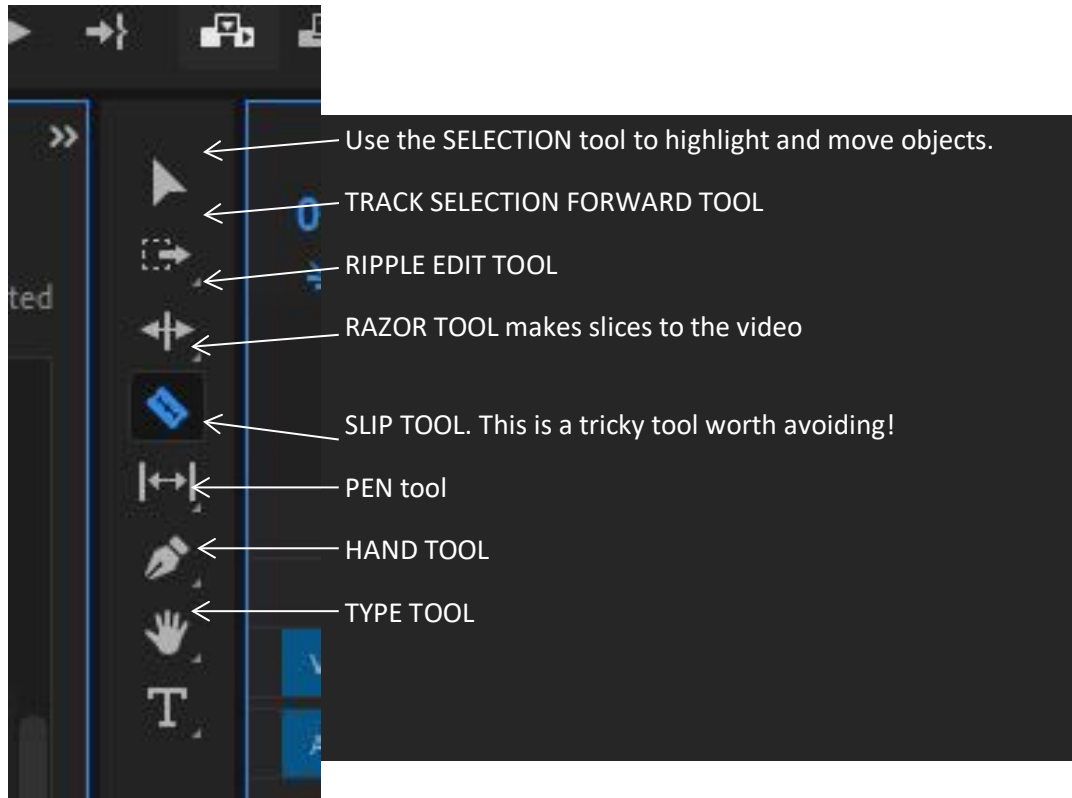 Use the SELECTION tool to highlight and move objects.
TRACK SELECTION FORWARD TOOL
0
RIPPLE EDIT TOOL
ted
RAZOR TOOL makes slices to the video
SLIP TOOL. This is a tricky tool worth avoiding!
PEN tool
HAND TOOL
TYPE TOOL
V
T
A